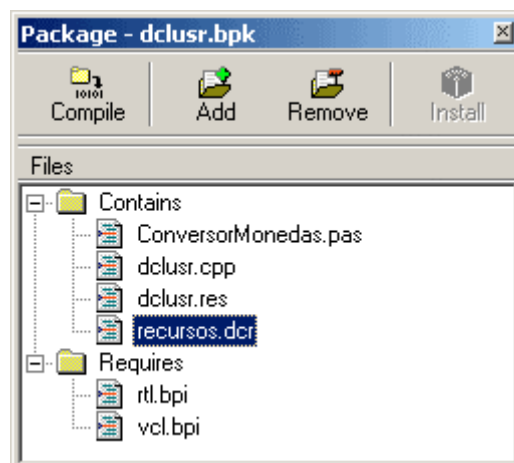 Package - dclusr.bpk
Compile Add Remove Install
Files
Contains
ConversorMonedas.pas
dclusr.cpp
dclusr.res
recursos.dcr
Requires
rtl.bpi
vcl.bpi